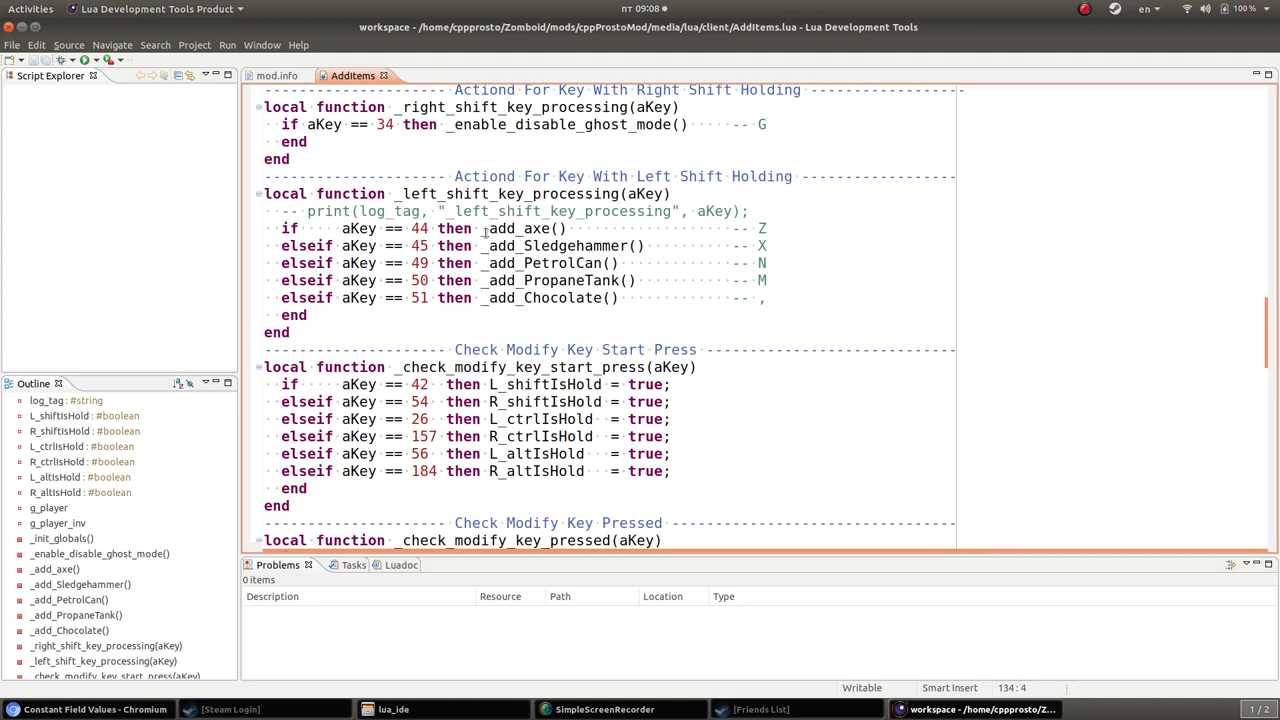 Activities Lua Development Tools Product пт 09:08 en 100 %
workspace - /home/cppprosto/Zomboid/mods/cppProstoMod/media/lua/client/AddItems.lua - Lua Development Tools
File Edit Source Navigate Search Project Run Window Help
Script Explorer
mod.info AddItems
--------------------- Actiond For Key With Right Shift Holding ------------------
local function _right_shift_key_processing(aKey)
if aKey == 34 then _enable_disable_ghost_mode() -- G
end
end
--------------------- Actiond For Key With Left Shift Holding ------------------
local function _left_shift_key_processing(aKey)
-- print(log_tag, "_left_shift_key_processing", aKey);
if aKey == 44 then _add_axe() -- Z
elseif aKey == 45 then _add_Sledgehammer() -- X
elseif aKey == 49 then _add_PetrolCan() -- N
elseif aKey == 50 then _add_PropaneTank() -- M
elseif aKey == 51 then _add_Chocolate() -- ,
end
end
--------------------- Check Modify Key Start Press -----------------------------
local function _check_modify_key_start_press(aKey)
if aKey == 42 then L_shiftIsHold = true;
elseif aKey == 54 then R_shiftIsHold = true;
elseif aKey == 26 then L_ctrlIsHold = true;
elseif aKey == 157 then R_ctrlIsHold = true;
elseif aKey == 56 then L_altIsHold = true;
elseif aKey == 184 then R_altIsHold = true;
end
end
--------------------- Check Modify Key Pressed ---------------------------------
local function _check_modify_key_pressed(aKey)
Outline
log_tag : #string
L_shiftIsHold : #boolean
R_shiftIsHold : #boolean
L_ctrlIsHold : #boolean
R_ctrlIsHold : #boolean
L_altIsHold : #boolean
R_altIsHold : #boolean
g_player
g_player_inv
_init_globals()
_enable_disable_ghost_mode()
_add_axe()
_add_Sledgehammer()
_add_PetrolCan()
_add_PropaneTank()
_add_Chocolate()
_right_shift_key_processing(aKey)
_left_shift_key_processing(aKey)
_check_modify_key_start_press(aKey)
Problems Tasks Luadoc
0 items
Description Resource Path Location Type
Writable Smart Insert 134 : 4
Constant Field Values - Chromium [Steam Login] lua_ide SimpleScreenRecorder [Friends List] workspace - /home/cppprosto/Z... 1 / 2